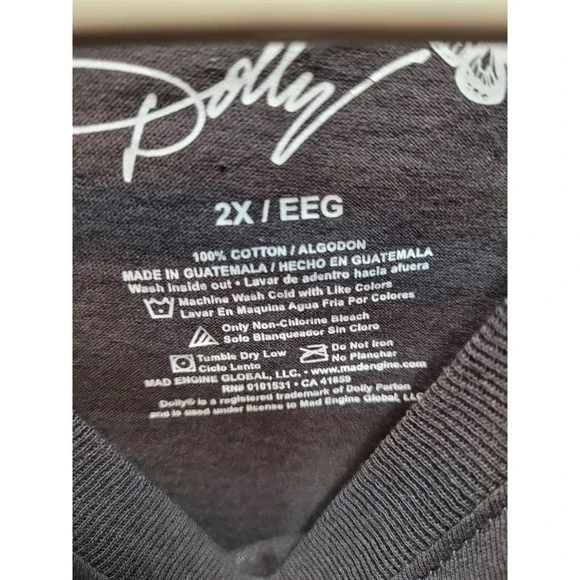 Dolly
2X / EEG
100% COTTON / ALGODON
MADE IN GUATEMALA / HECHO EN GUATEMALA
Wash Inside out • Lavar de adentro hacia afuera
Machine Wash Cold with Like Colors
Lavar En Maquina Agua Fria Por Colores
Only Non-Chlorine Bleach
Solo Blanqueador Sin Cloro
Tumble Dry Low
Ciclo Lento
Do Not Iron
No Planchar
MAD ENGINE GLOBAL, LLC. • www.madengine.com
RN# 0101531 • CA 41859
Dolly® is a registered trademark of Dolly Parton
and is used under license to Mad Engine Global, LLC